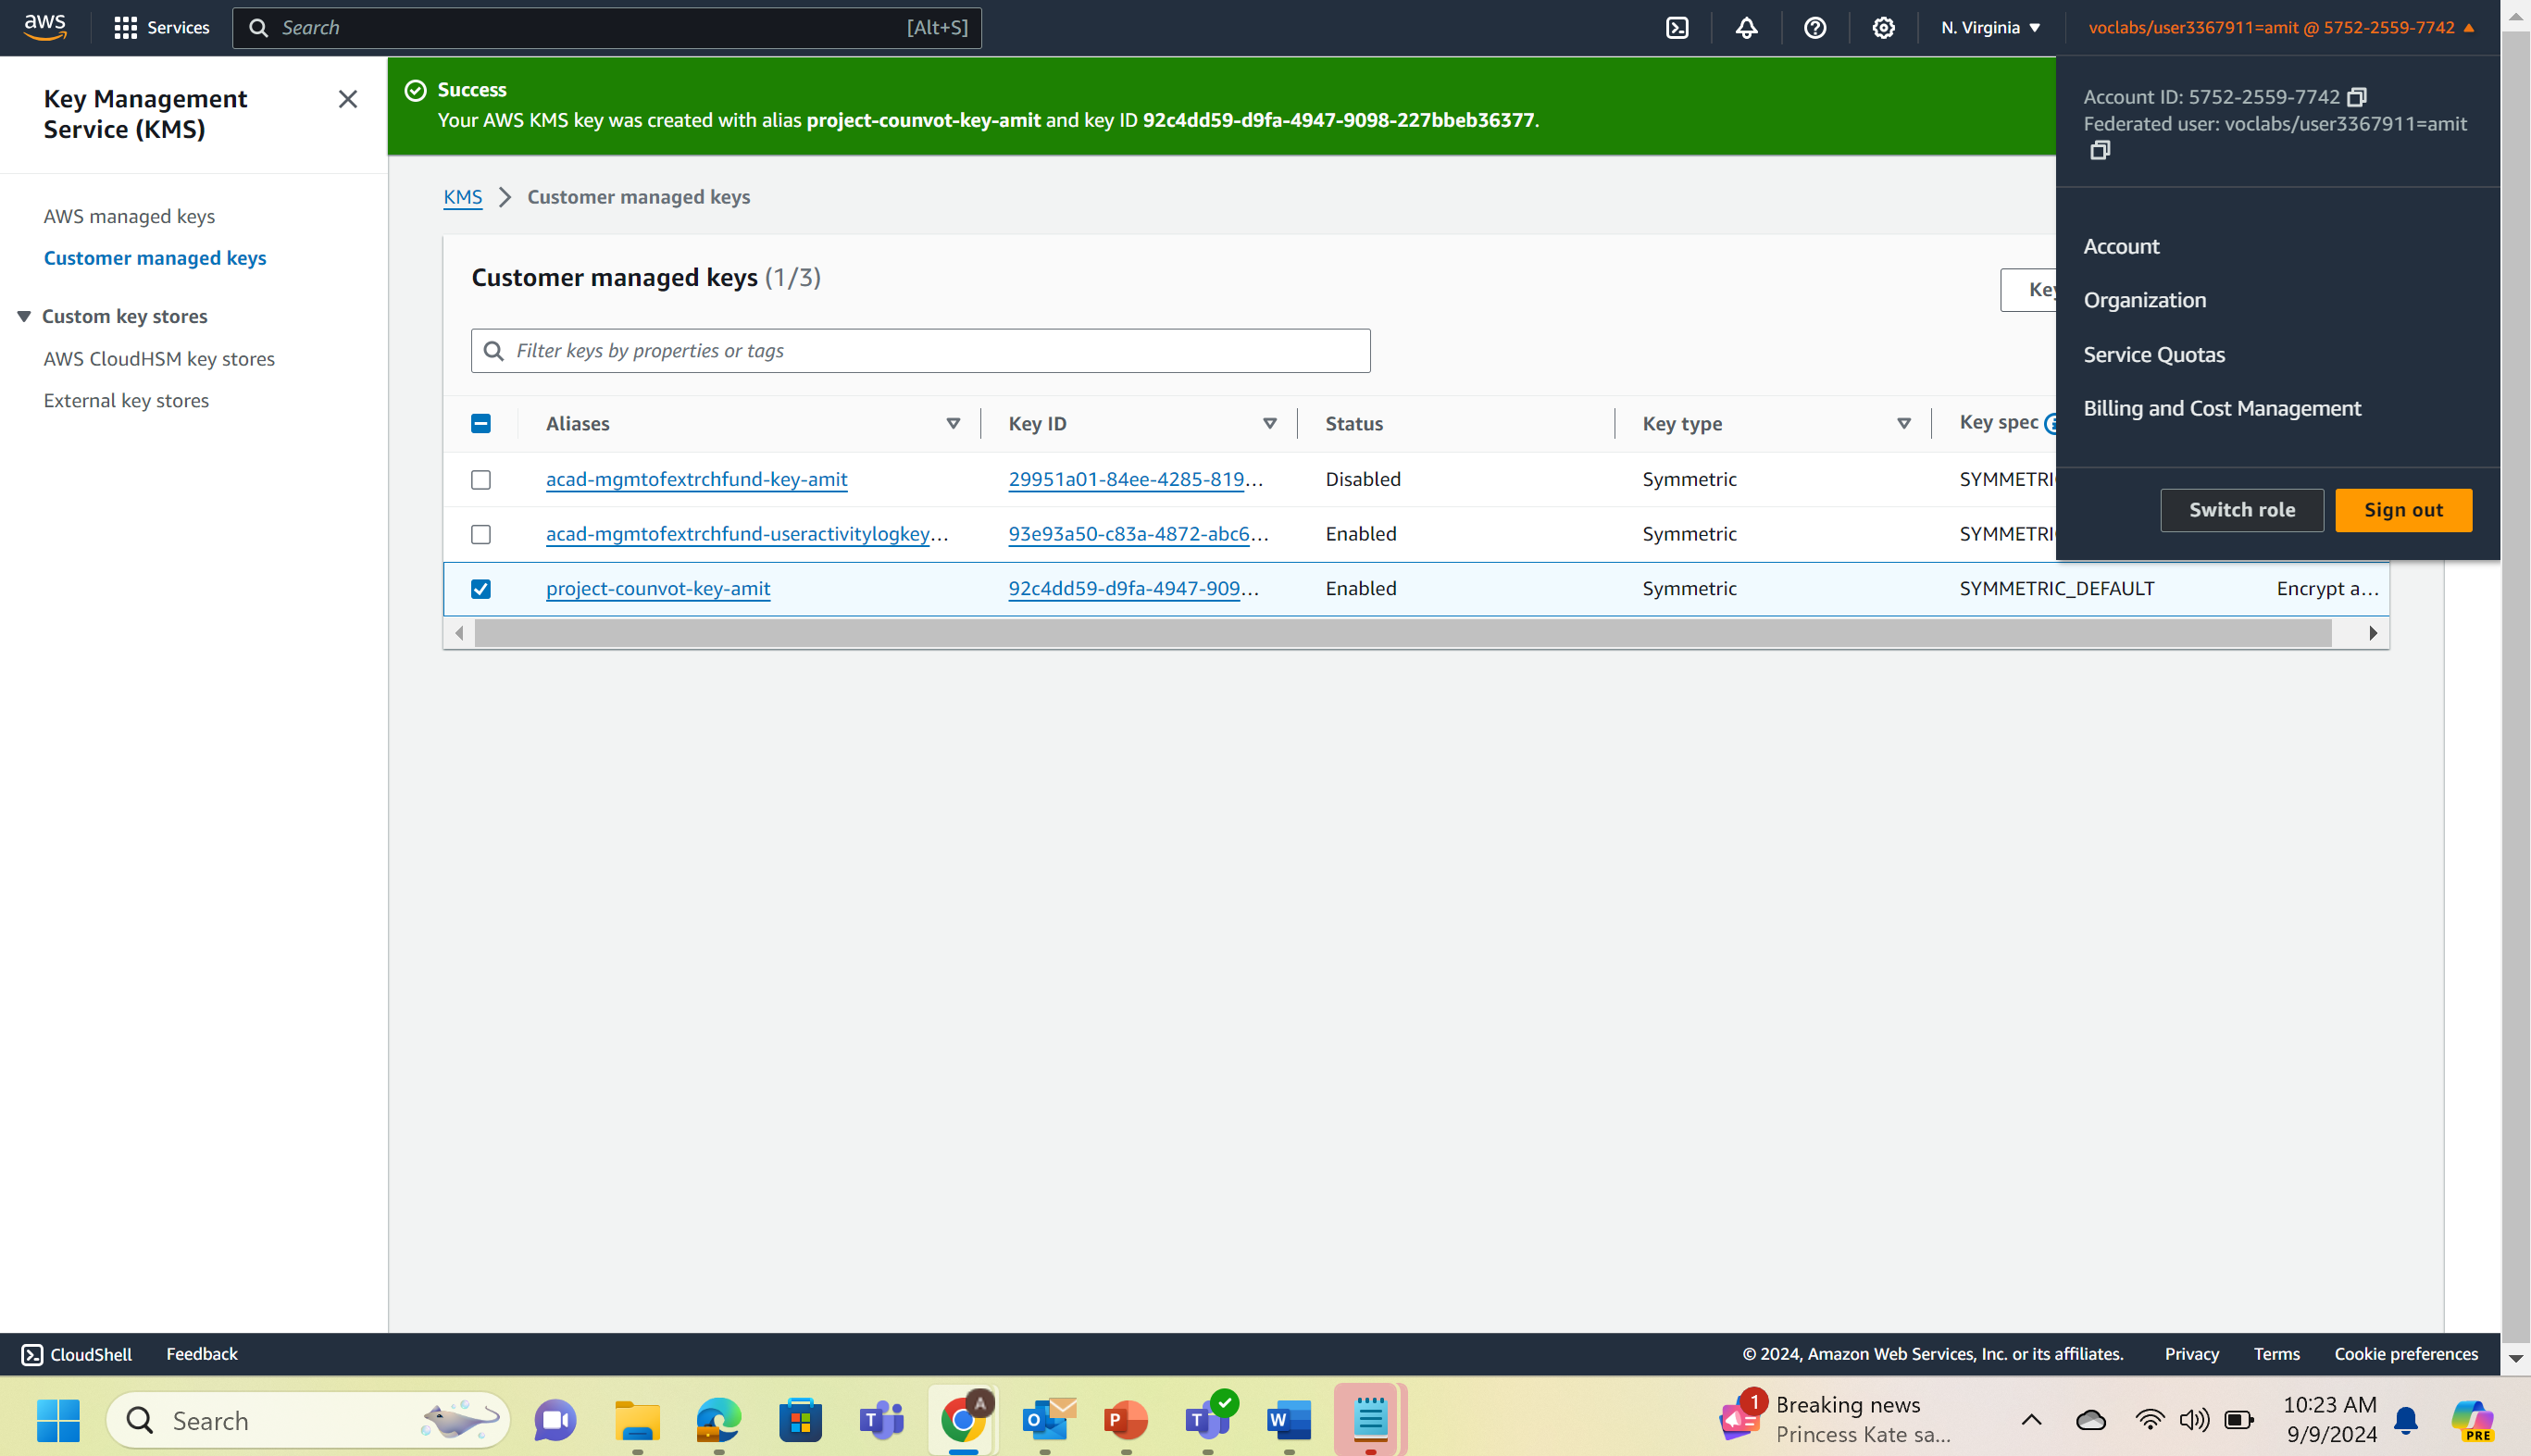 aws
Services
Search
[Alt+S]
N. Virginia
voclabs/user3367911=amit @ 5752-2559-7742
Account ID: 5752-2559-7742
Federated user: voclabs/user3367911=amit
Account
Organization
Service Quotas
Billing and Cost Management
Switch role
Sign out
Key Management
Service (KMS)
AWS managed keys
Customer managed keys
Custom key stores
AWS CloudHSM key stores
External key stores
Success
Your AWS KMS key was created with alias project-counvot-key-amit and key ID 92c4dd59-d9fa-4947-9098-227bbeb36377.
KMS > Customer managed keys
Customer managed keys (1/3)
Key
Filter keys by properties or tags
Aliases Key ID Status Key type Key spec
acad-mgmtofextrchfund-key-amit 29951a01-84ee-4285-819... Disabled Symmetric SYMMETRI
acad-mgmtofextrchfund-useractivitylogkey... 93e93a50-c83a-4872-abc6... Enabled Symmetric SYMMETRI
project-counvot-key-amit 92c4dd59-d9fa-4947-909... Enabled Symmetric SYMMETRIC_DEFAULT Encrypt a...
CloudShell Feedback © 2024, Amazon Web Services, Inc. or its affiliates. Privacy Terms Cookie preferences
Search
T
A
O
P
T
W
1
Breaking news
Princess Kate sa...
10:23 AM
9/9/2024
PRE